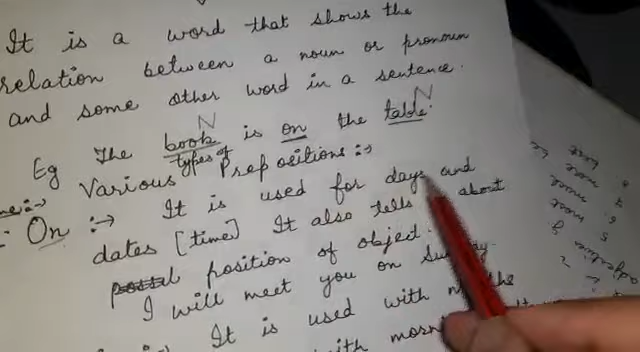 It is a word that shows the
relation between a noun or pronoun
and some other word in a sentence.
N N
Eg The book is on the table.
Various types of Prepositions :→
On :→ It is used for days and
dates [time] It also tells about
position of object.
I will meet you on Sunday.
It is used with
with